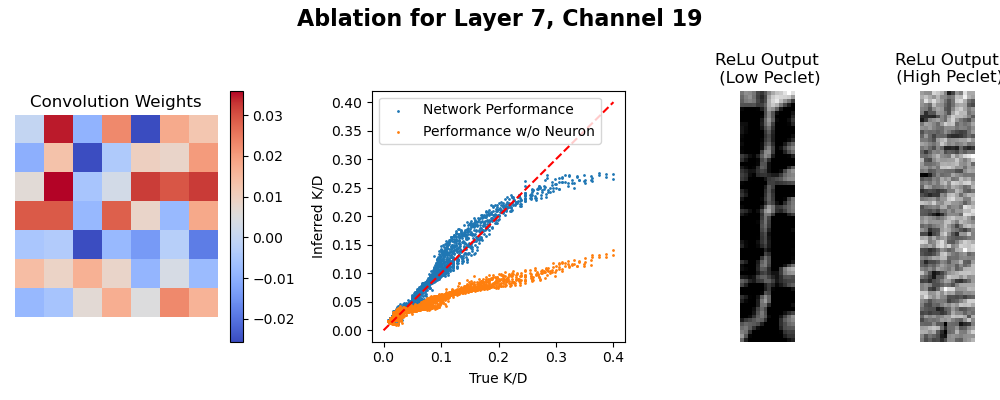 Ablation for Layer 7, Channel 19
Convolution Weights
0.03
0.02
0.01
0.00
−0.01
−0.02
Network Performance
Performance w/o Neuron
0.40
0.35
0.30
0.25
0.20
0.15
0.10
0.05
0.00
Inferred K/D
0.0
0.1
0.2
0.3
0.4
True K/D
ReLu Output
(Low Peclet)
ReLu Output
(High Peclet)